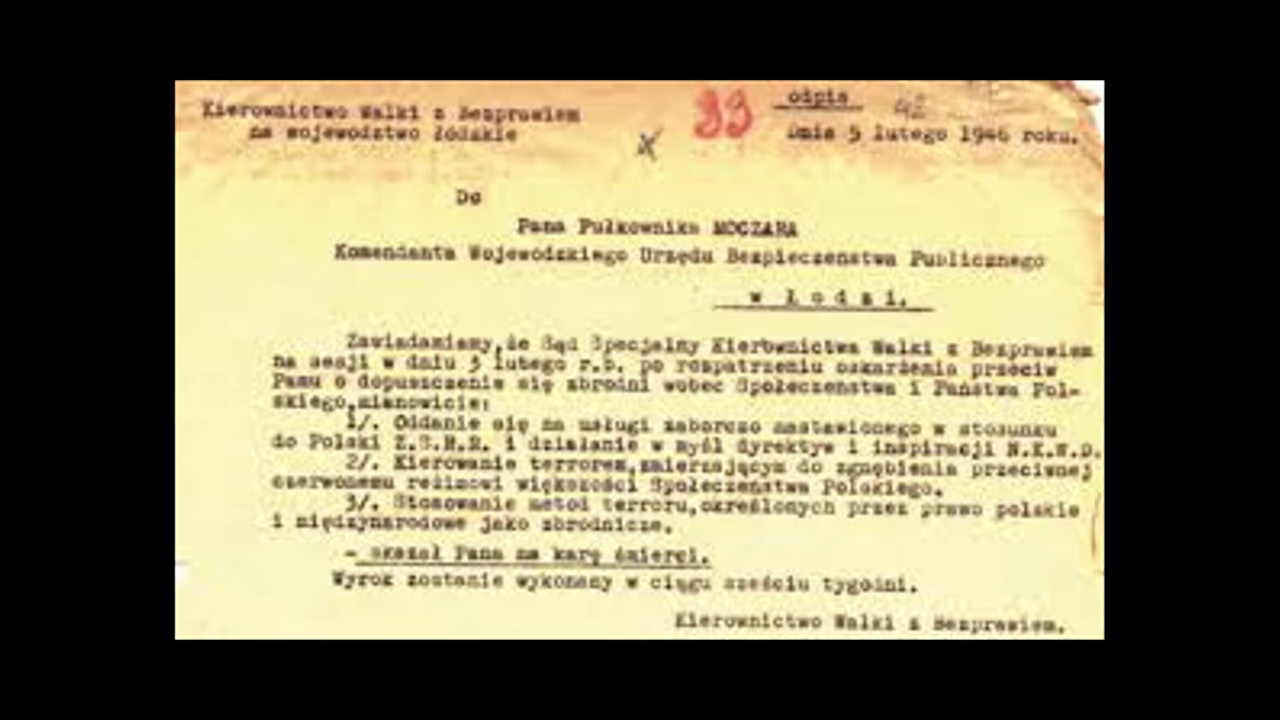 Kierownictwo Walki z Bezprawiem
33
odpis
42
na województwo łódzkie
Dnia 5 lutego 1946 roku.
Do
Pana Pułkownika MOCZARA
Komendanta Wojewódzkiego Urzędu Bezpieczeństwa Publicznego
w Ł o d z i.
Zawiadamiamy,że Sąd Specjalny Kierownictwa Walki z Bezprawiem
na sesji w dniu 3 lutego r.b. po rozpatrzeniu oskarżenia przeciw
Panu o dopuszczenie się zbrodni wobec Społeczeństwa i Państwa Pol-
skiego,mianowicie:
1/. Oddanie się na usługi zaborczo nastawionego w stosunku
do Polski Z.S.R.R. i działanie w myśl dyrektyw i inspiracji N.K.W.D.
2/. Kierowanie terrorem,zmierzającym do zgnębienia przeciwnej
czerwonemu reżimowi większości Społeczeństwa Polskiego.
3/. Stosowanie metod terroru,określonych przez prawo polskie
i międzynarodowe jako zbrodnicze.
- skazał Pana na karę śmierci.
Wyrok zostanie wykonany w ciągu sześciu tygodni.
Kierownictwo Walki z Bezprawiem.